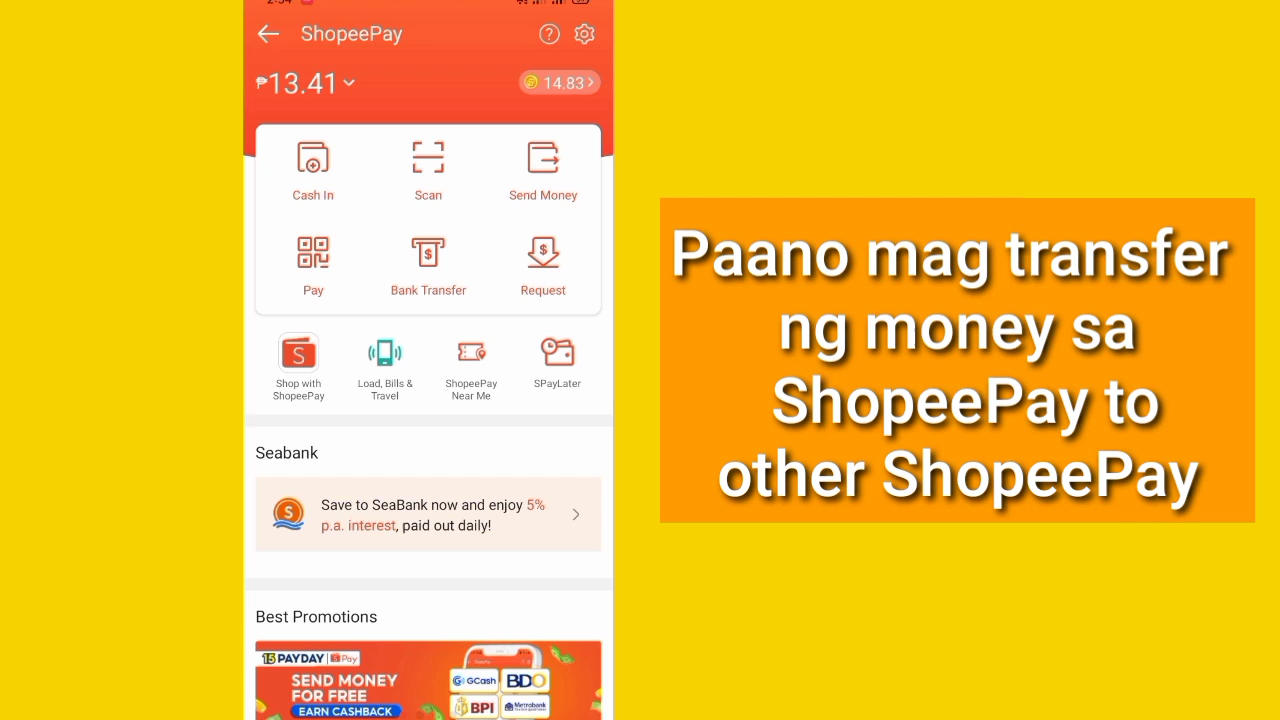 2:54
ShopeePay
₱13.41
14.83
Cash In
Scan
Send Money
Pay
Bank Transfer
Request
Shop with
ShopeePay
Load, Bills &
Travel
ShopeePay
Near Me
SPayLater
Seabank
Save to SeaBank now and enjoy 5%
p.a. interest, paid out daily!
Best Promotions
15 PAYDAY | Pay
SEND MONEY
FOR FREE
EARN CASHBACK
GCash
BDO
BPI
Metrobank
Paano mag transfer
ng money sa
ShopeePay to
other ShopeePay